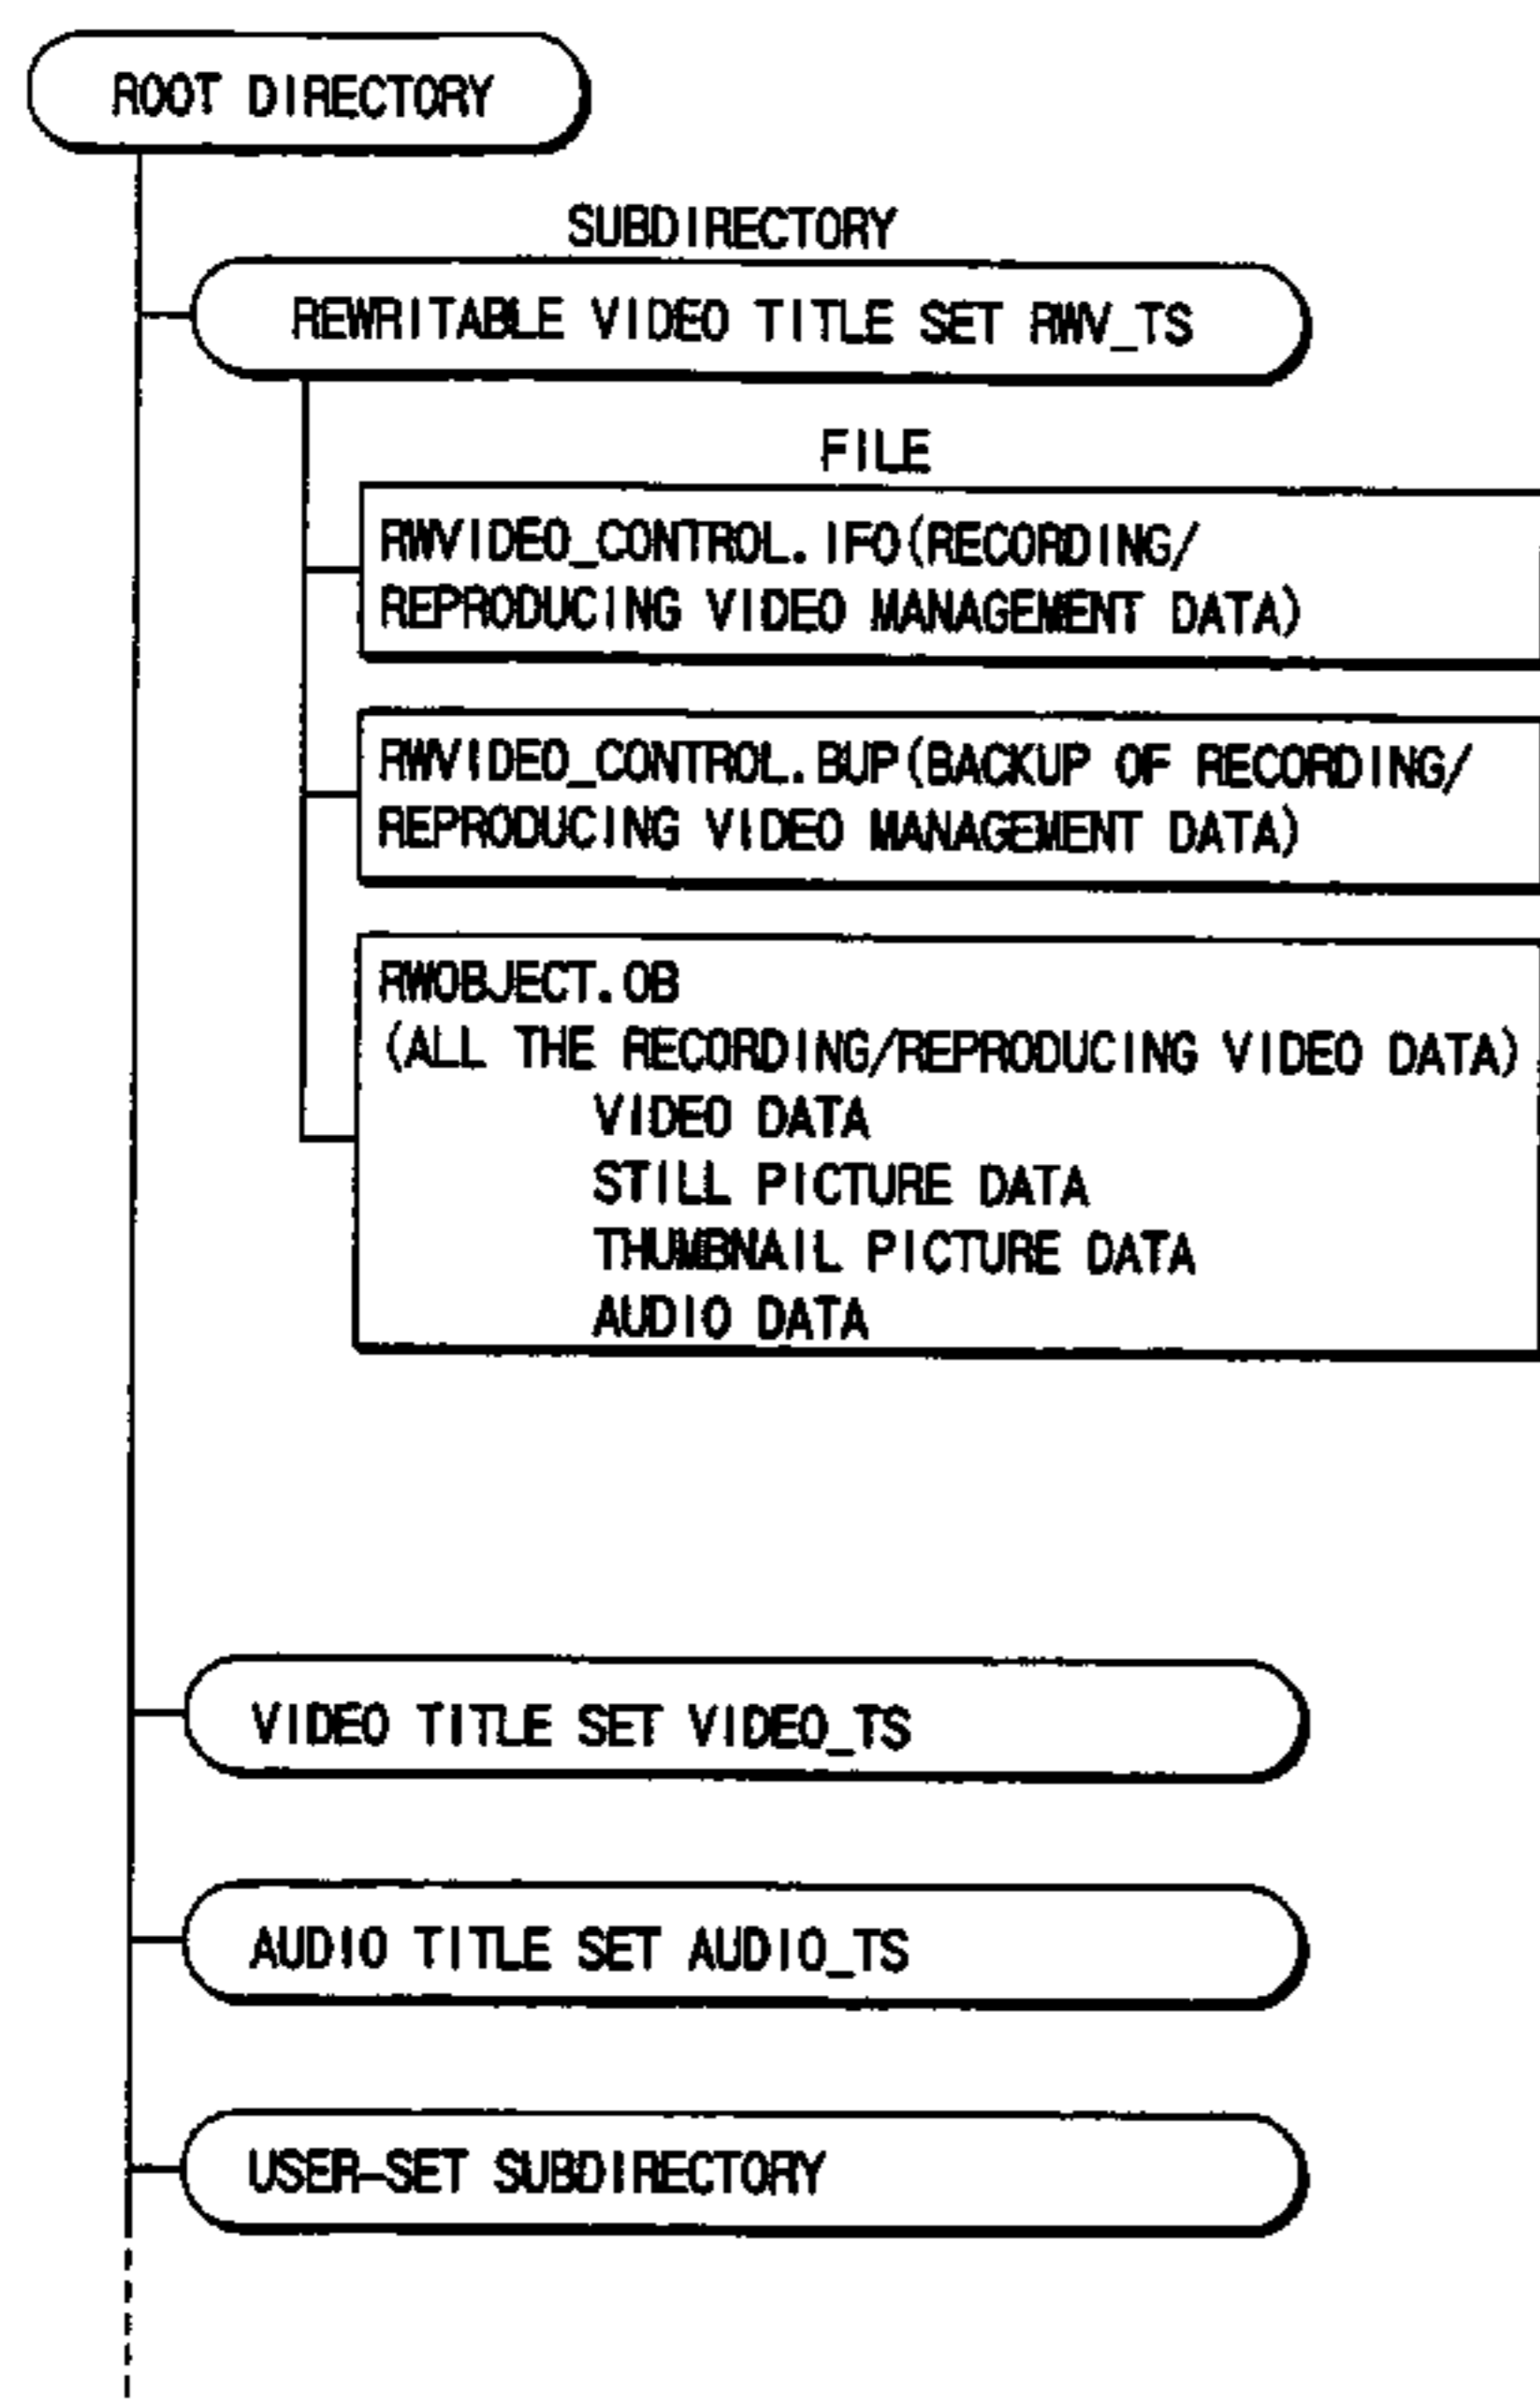 ROOT DIRECTORY
SUBDIRECTORY
REWRITABLE VIDEO TITLE SET RWV_TS
FILE
RWVIDEO_CONTROL.IFO(RECORDING/
REPRODUCING VIDEO MANAGEMENT DATA)
RWVIDEO_CONTROL.BUP(BACKUP OF RECORDING/
REPRODUCING VIDEO MANAGEMENT DATA)
RWOBJECT.OB
(ALL THE RECORDING/REPRODUCING VIDEO DATA)
VIDEO DATA
STILL PICTURE DATA
THUMBNAIL PICTURE DATA
AUDIO DATA
VIDEO TITLE SET VIDEO_TS
AUDIO TITLE SET AUDIO_TS
USER-SET SUBDIRECTORY